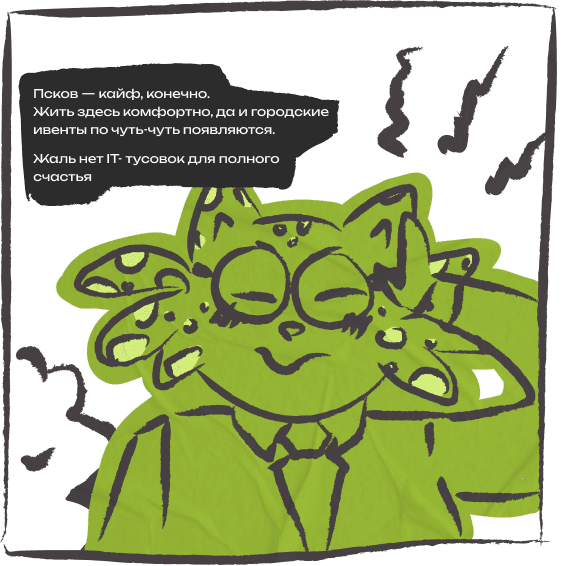 Псков — кайф, конечно.
Жить здесь комфортно, да и городские
ивенты по чуть-чуть появляются.
Жаль нет IT- тусовок для полного
счастья